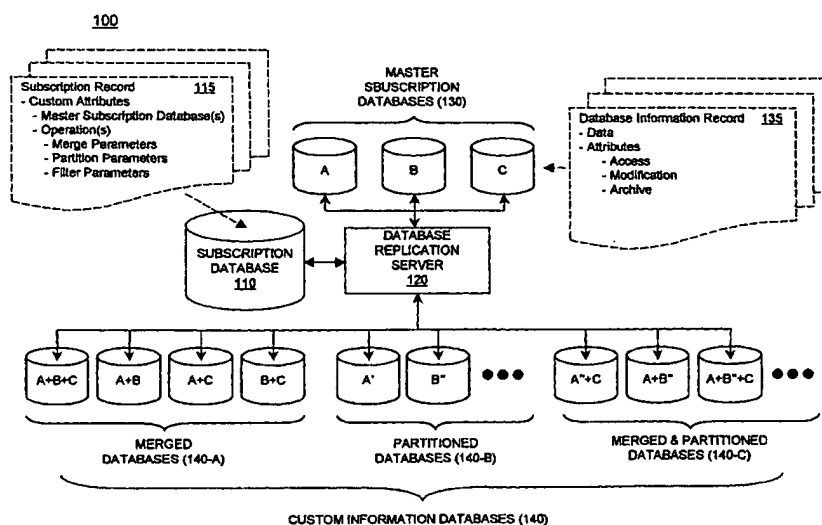 100
Subscription Record 115
- Custom Attributes
- Master Subscription Database(s)
- Operation(s)
- Merge Parameters
- Partition Parameters
- Filter Parameters
MASTER
SBUSCRIPTION
DATABASES (130)
A
B
C
Database Information Record 135
- Data
- Attributes
- Access
- Modification
- Archive
SUBSCRIPTION
DATABASE
110
DATABASE
REPLICATION
SERVER
120
A+B+C
A+B
A+C
B+C
A'
B"
A"+C
A+B"
A+B"+C
MERGED
DATABASES (140-A)
PARTITIONED
DATABASES (140-B)
MERGED & PARTITIONED
DATABASES (140-C)
CUSTOM INFORMATION DATABASES (140)